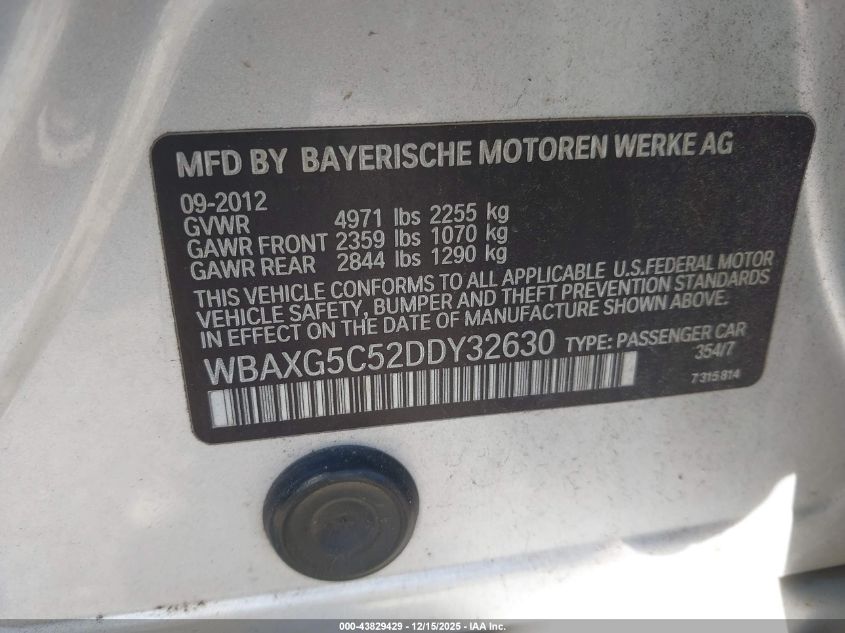 MFD BY BAYERISCHE MOTOREN WERKE AG
09-2012
GVWR 4971 lbs 2255 kg
GAWR FRONT 2359 lbs 1070 kg
GAWR REAR 2844 lbs 1290 kg
THIS VEHICLE CONFORMS TO ALL APPLICABLE U.S.FEDERAL MOTOR
VEHICLE SAFETY, BUMPER AND THEFT PREVENTION STANDARDS
IN EFFECT ON THE DATE OF MANUFACTURE SHOWN ABOVE.
WBAXG5C52DDY32630 TYPE: PASSENGER CAR
354/7
7315814
000-43829429 - 12/15/2025 - IAA Inc.